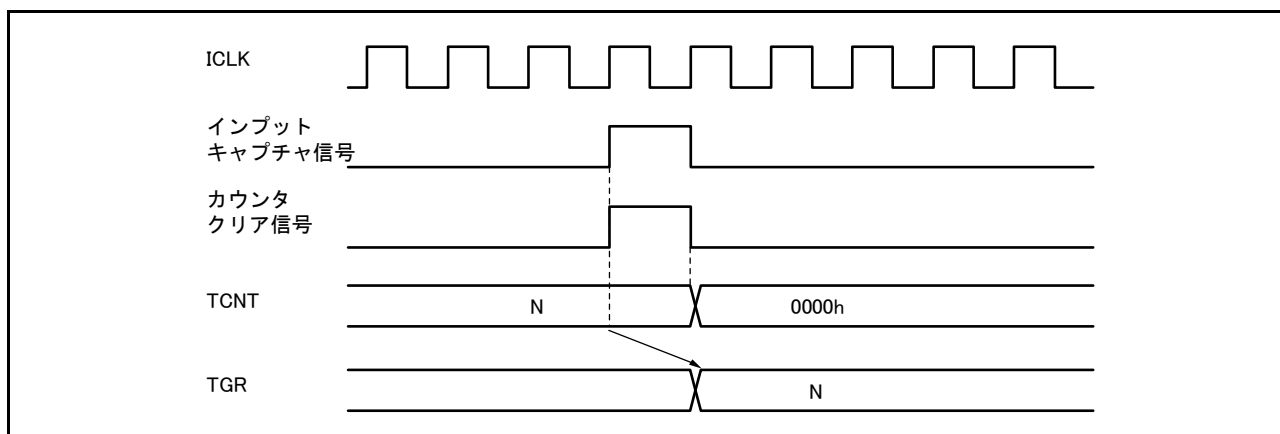 ICLK
インプット
キャプチャ信号
カウンタ
クリア信号
TCNT
N
0000h
TGR
N